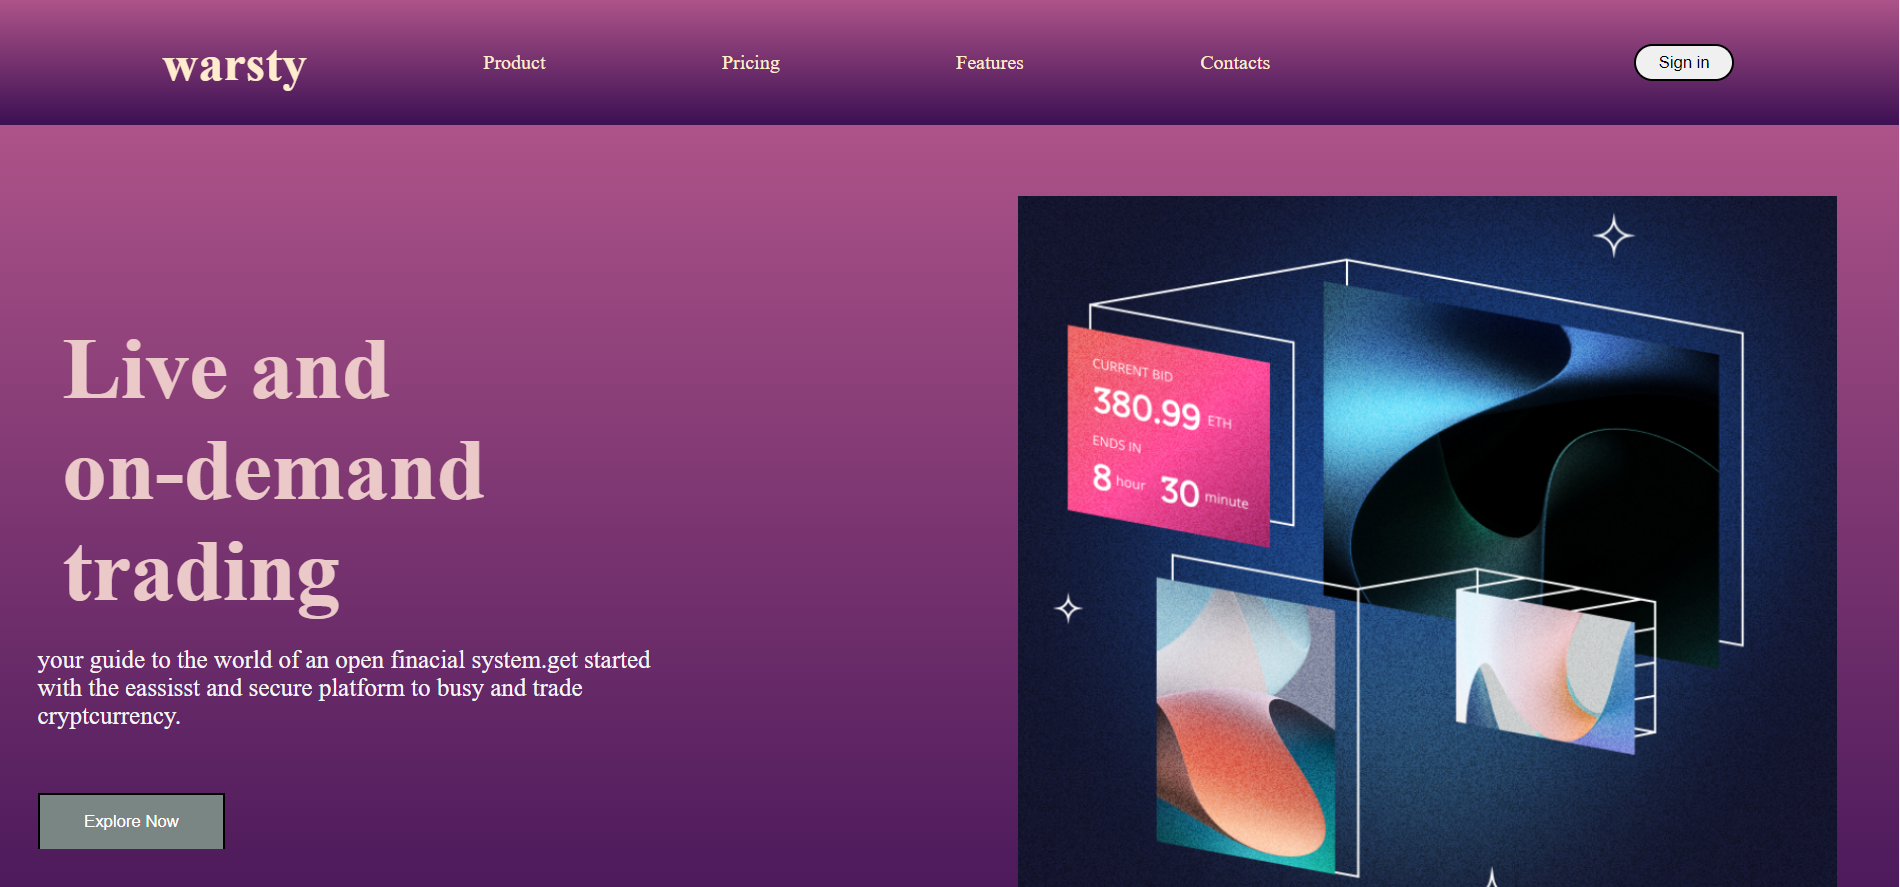 warsty
Product
Pricing
Features
Contacts
Sign in
Live and
on-demand
trading
your guide to the world of an open finacial system.get started
with the eassisst and secure platform to busy and trade
cryptcurrency.
Explore Now
CURRENT BID
380.99 ETH
ENDS IN
8 hour 30 minute